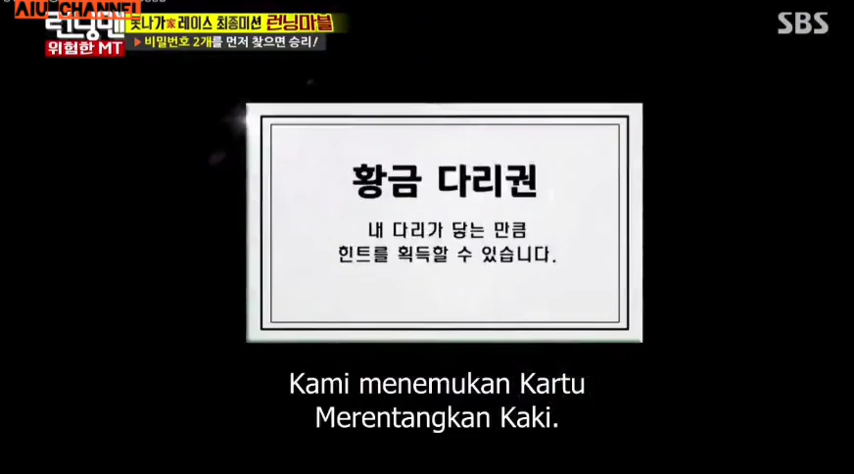 AIU CHANNEL
런닝맨
위험한 MT
못나가家 레이스 최종미션 런닝마블
▶ 비밀번호 2개를 먼저 찾으면 승리!
SBS
황금 다리권
내 다리가 닿는 만큼
힌트를 획득할 수 있습니다.
Kami menemukan Kartu
Merentangkan Kaki.